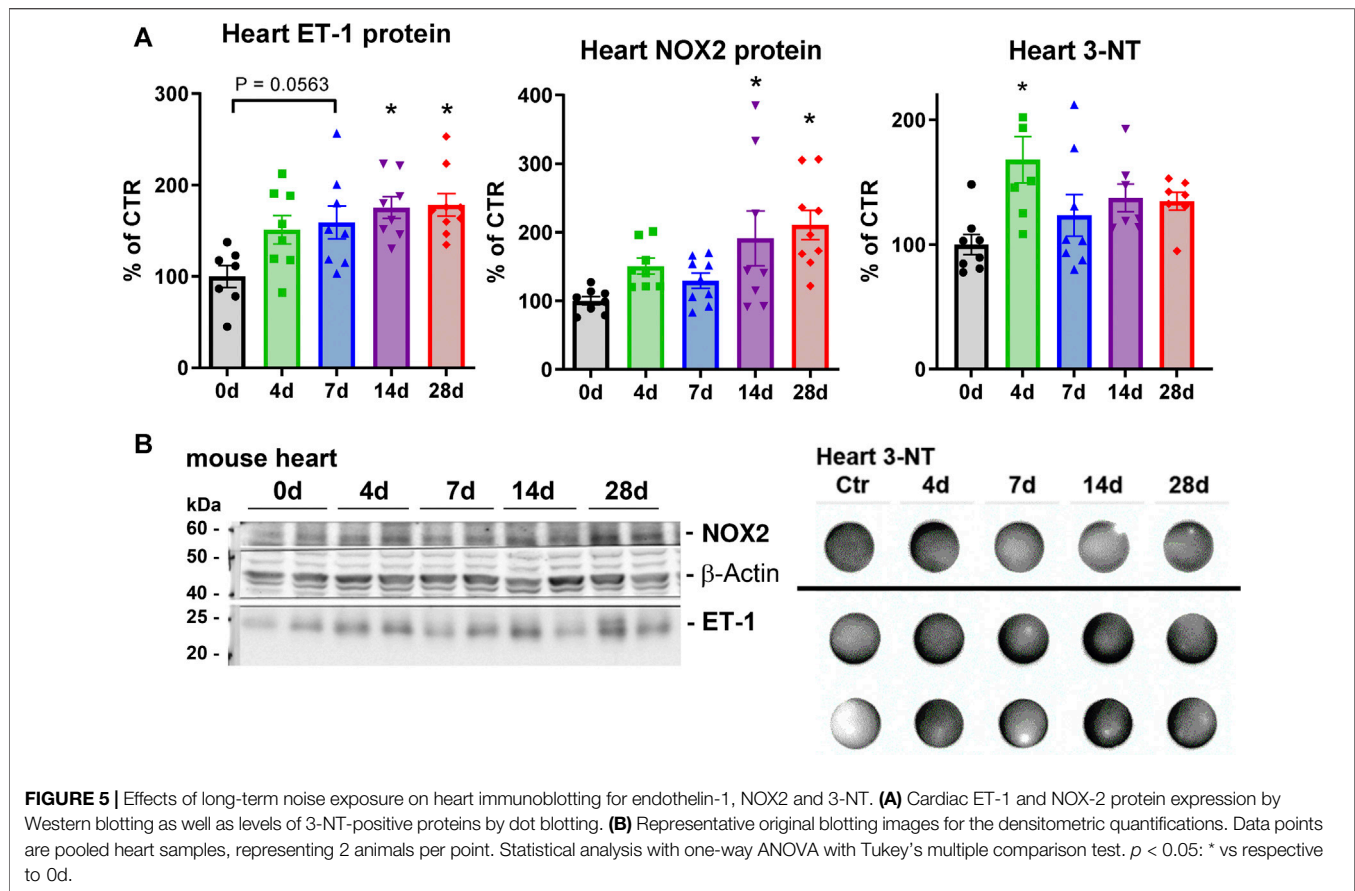 A
Heart ET-1 protein
P = 0.0563
* *
300
200
100
0
% of CTR
0d 4d 7d 14d 28d
Heart NOX2 protein
*
*
400
300
200
100
0
% of CTR
0d 4d 7d 14d 28d
Heart 3-NT
*
200
100
0
% of CTR
0d 4d 7d 14d 28d
B
mouse heart
0d 4d 7d 14d 28d
kDa
60 -
50 -
40 -
25 -
20 -
- NOX2
- β-Actin
- ET-1
Heart 3-NT
Ctr 4d 7d 14d 28d
FIGURE 5 | Effects of long-term noise exposure on heart immunoblotting for endothelin-1, NOX2 and 3-NT. (A) Cardiac ET-1 and NOX-2 protein expression by
Western blotting as well as levels of 3-NT-positive proteins by dot blotting. (B) Representative original blotting images for the densitometric quantifications. Data points
are pooled heart samples, representing 2 animals per point. Statistical analysis with one-way ANOVA with Tukey's multiple comparison test. p < 0.05: * vs respective
to 0d.